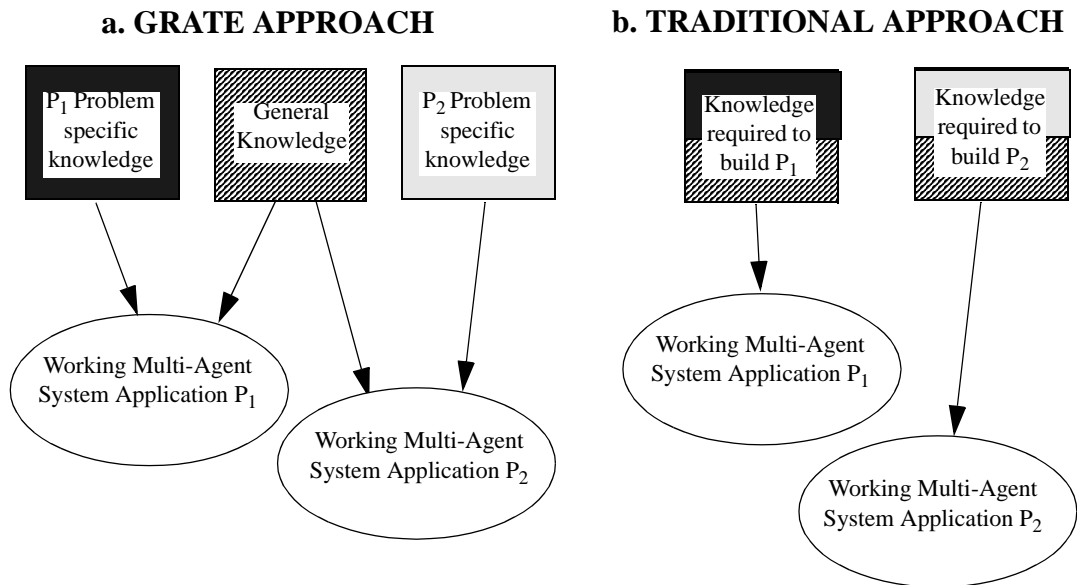 a. GRATE APPROACH
P1 Problem
specific
knowledge
General
Knowledge
P2 Problem
specific
knowledge
Working Multi-Agent
System Application P1
Working Multi-Agent
System Application P2
b. TRADITIONAL APPROACH
Knowledge
required to
build P1
Knowledge
required to
build P2
Working Multi-Agent
System Application P1
Working Multi-Agent
System Application P2